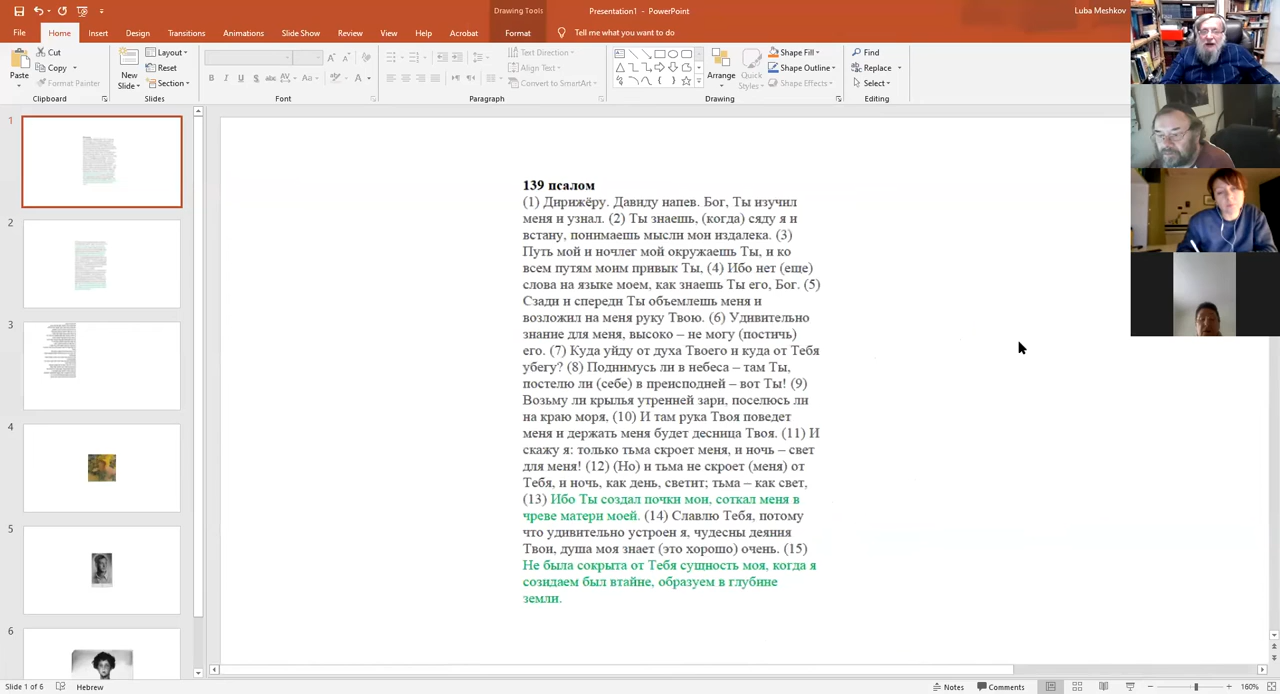 Drawing Tools
Presentation1 - PowerPoint
Luba Meshkov
File Home Insert Design Transitions Animations Slide Show Review View Help Acrobat Format Tell me what you want to do
Cut
Copy
Format Painter
Paste
Clipboard
New
Slide
Layout
Reset
Section
Slides
Font
Text Direction
Align Text
Convert to SmartArt
Paragraph
Arrange
Quick
Styles
Shape Fill
Shape Outline
Shape Effects
Drawing
Find
Replace
Select
Editing
1
2
3
4
5
6
139 псалом
(1) Дирижёру. Давиду напев. Бог, Ты изучил
меня и узнал. (2) Ты знаешь, (когда) сяду я и
встану, понимаешь мысли мои издалека. (3)
Путь мой и ночлег мой окружаешь Ты, и ко
всем путям моим привык Ты, (4) Ибо нет (еще)
слова на языке моем, как знаешь Ты его, Бог. (5)
Сзади и спереди Ты объемлешь меня и
возложил на меня руку Твою. (6) Удивительно
знание для меня, высоко – не могу (постичь)
его. (7) Куда уйду от духа Твоего и куда от Тебя
убегу? (8) Поднимусь ли в небеса – там Ты,
постелю ли (себе) в преисподней – вот Ты! (9)
Возьму ли крылья утренней зари, поселюсь ли
на краю моря, (10) И там рука Твоя поведет
меня и держать меня будет десница Твоя. (11) И
скажу я: только тьма скроет меня, и ночь – свет
для меня! (12) (Но) и тьма не скроет (меня) от
Тебя, и ночь, как день, светит; тьма – как свет,
(13) Ибо Ты создал почки мои, соткал меня в
чреве матери моей. (14) Славлю Тебя, потому
что удивительно устроен я, чудесны деяния
Твои, душа моя знает (это хорошо) очень. (15)
Не была сокрыта от Тебя сущность моя, когда я
созидаем был втайне, образуем в глубине
земли.
Slide 1 of 6 Hebrew Notes Comments 160%